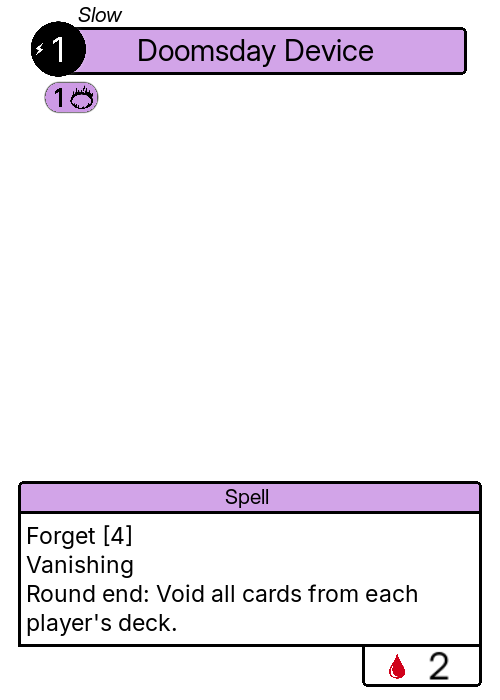 Slow
1 Doomsday Device
1
Spell
Forget [4]
Vanishing
Round end: Void all cards from each
player's deck.
2